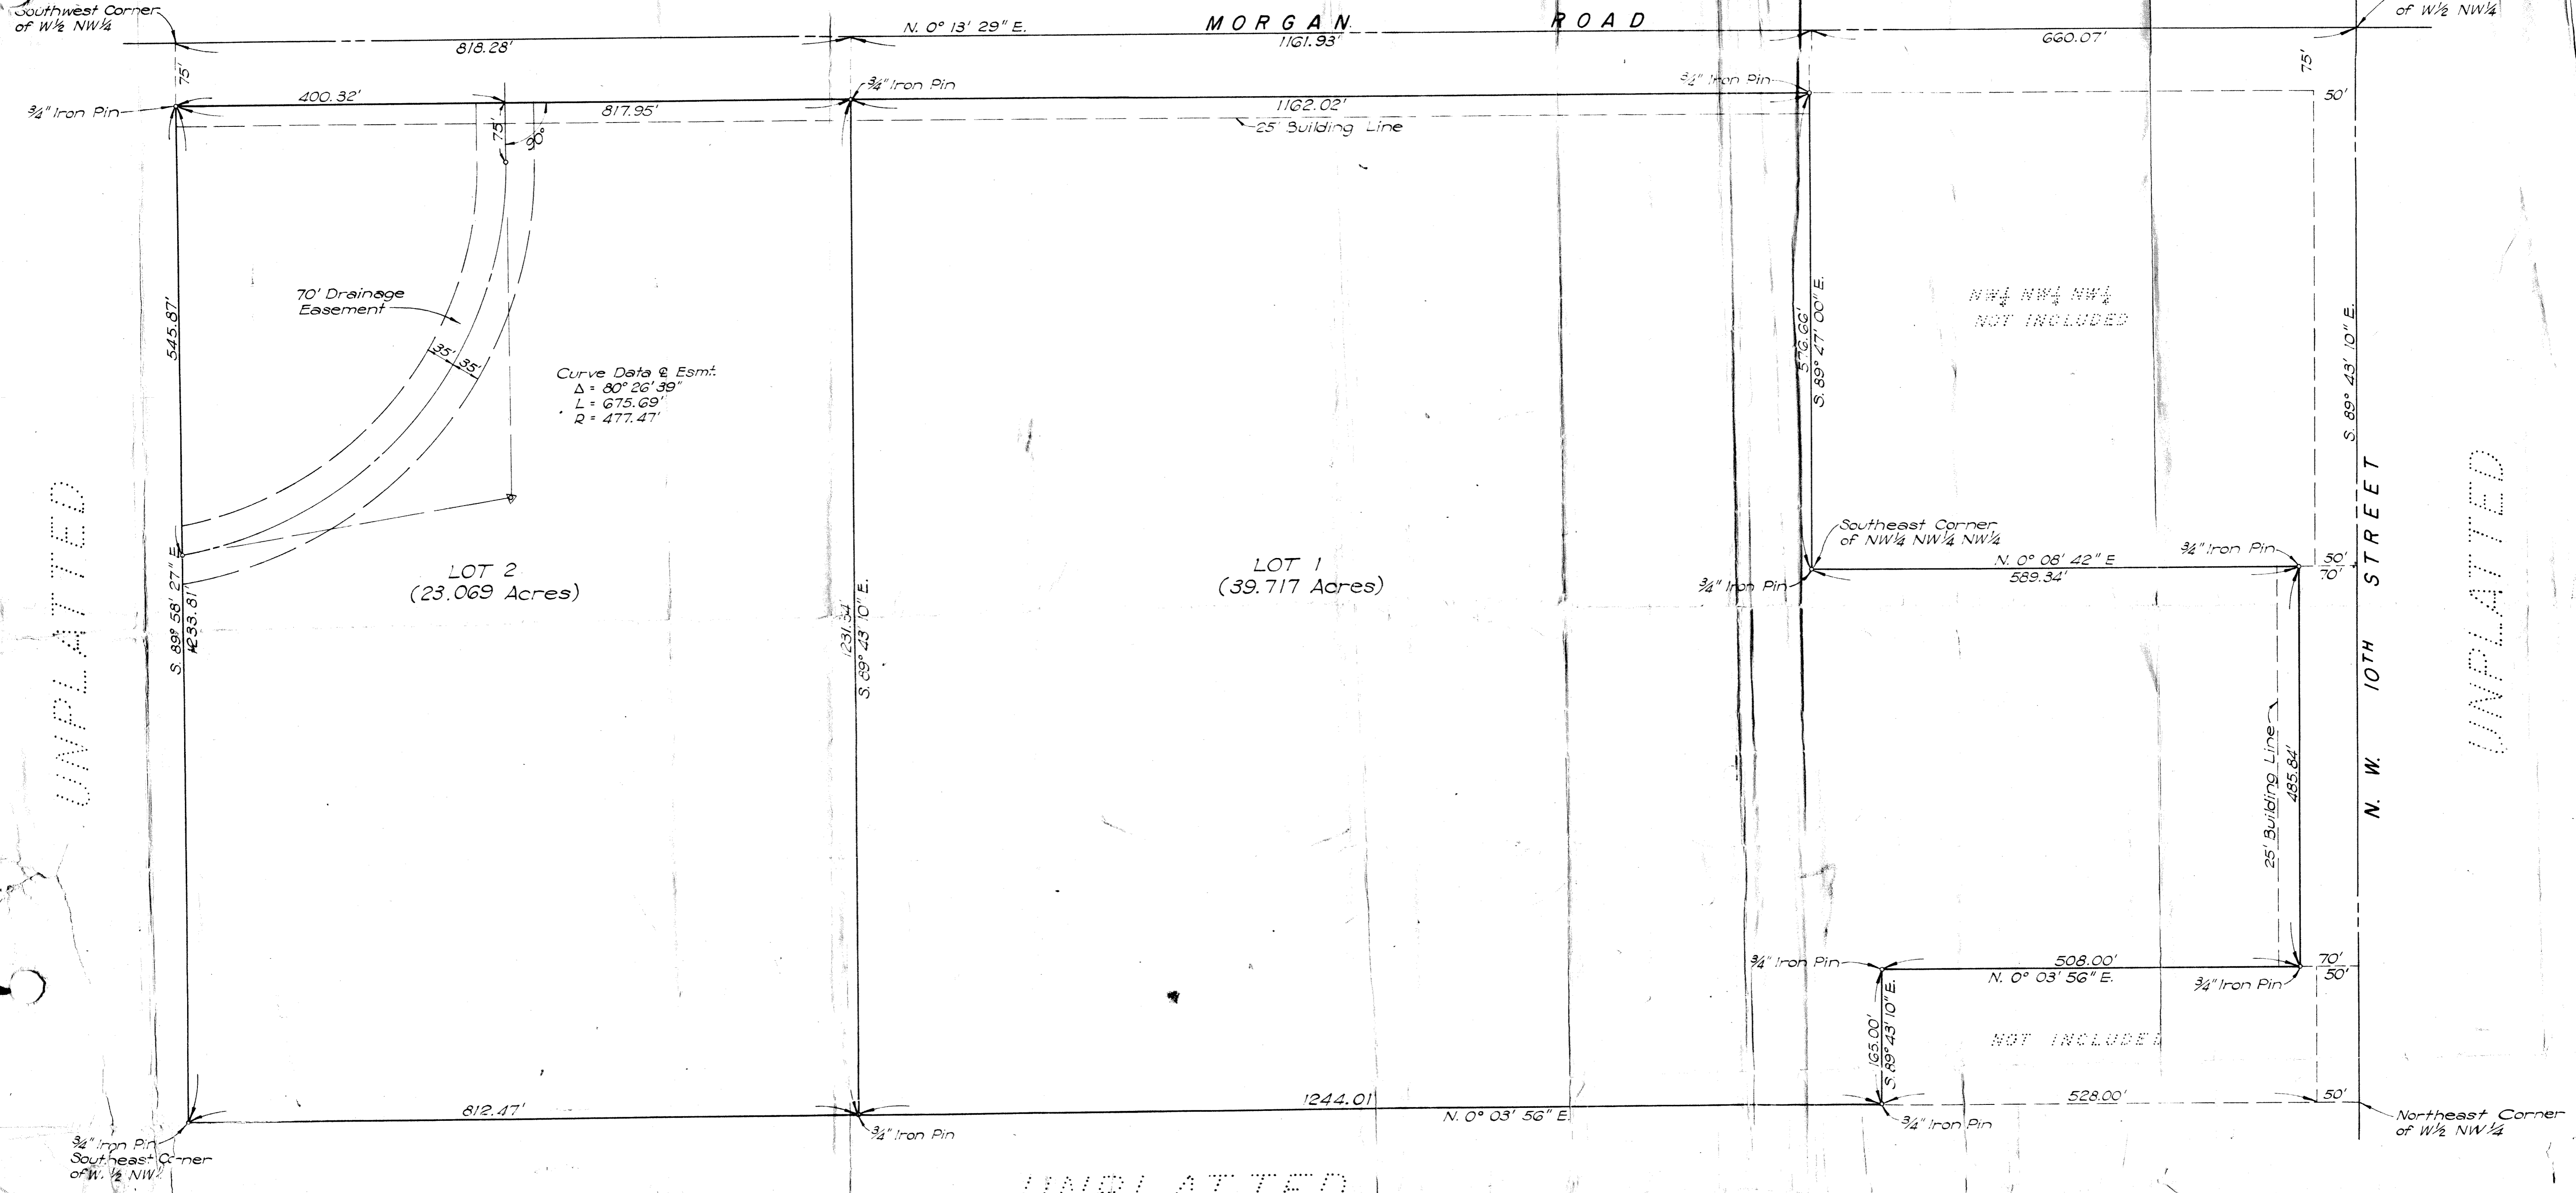 Southwest Corner
of W½ NW¼
of W½ NW¼
N. 0° 13' 29" E.
MORGAN ROAD
818.28'
1161.93'
660.07'
75'
75'
¾" Iron Pin
400.32'
817.95'
¾" Iron Pin
1162.02'
¾" Iron Pin
50'
25' Building Line
75'
90°
70' Drainage
Easement
35' 35'
545.87'
Curve Data ℄ Esmt.
Δ = 80° 26' 39"
L = 675.69'
R = 477.47'
576.66'
S. 89° 47' 00" E.
NW¼ NW¼ NW¼
NOT INCLUDED
S. 89° 43' 10" E.
UNPLATTED
LOT 2
(23.069 Acres)
LOT 1
(39.717 Acres)
S. 89° 58' 27" E.
1233.81'
1231.54'
S. 89° 43' 10" E.
Southeast Corner
of NW¼ NW¼ NW¼
¾" Iron Pin
N. 0° 08' 42" E
589.34'
¾" Iron Pin
50'
70'
N. W. 10TH STREET
UNPLATTED
25' Building Line
485.84'
¾" Iron Pin
508.00'
N. 0° 03' 56" E.
¾" Iron Pin
70'
50'
165.00'
S. 89° 43' 10" E.
NOT INCLUDED
812.47'
1244.01
N. 0° 03' 56" E.
528.00'
50'
¾" Iron Pin
Southeast Corner
of W. ½ NW
¾" Iron Pin
¾" Iron Pin
Northeast Corner
of W½ NW¼
UNPLATTED